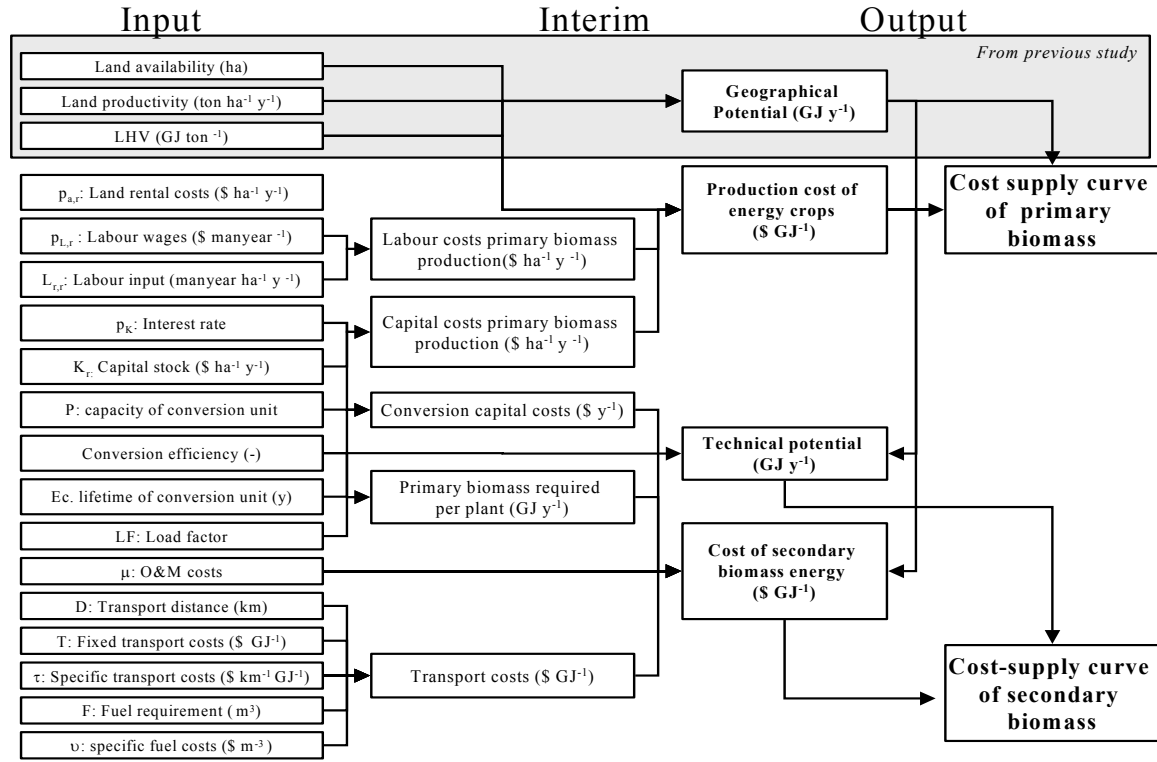 Input
Interim
Output
From previous study
Land availability (ha)
Land productivity (ton ha⁻¹ y⁻¹)
LHV (GJ ton ⁻¹)
Geographical
Potential (GJ y⁻¹)
p_{a,r}: Land rental costs ($ ha⁻¹ y⁻¹)
p_{L,r} : Labour wages ($ manyear ⁻¹)
L_{r,r}: Labour input (manyear ha⁻¹ y ⁻¹)
p_K: Interest rate
K_{r:} Capital stock ($ ha⁻¹ y⁻¹)
P: capacity of conversion unit
Conversion efficiency (-)
Ec. lifetime of conversion unit (y)
LF: Load factor
μ: O&M costs
D: Transport distance (km)
T: Fixed transport costs ($ GJ⁻¹)
τ: Specific transport costs ($ km⁻¹ GJ⁻¹)
F: Fuel requirement ( m³)
υ: specific fuel costs ($ m⁻³)
Labour costs primary biomass
production($ ha⁻¹ y ⁻¹)
Capital costs primary biomass
production ($ ha⁻¹ y ⁻¹)
Conversion capital costs ($ y⁻¹)
Primary biomass required
per plant (GJ y⁻¹)
Transport costs ($ GJ⁻¹)
Production cost of
energy crops
($ GJ⁻¹)
Technical potential
(GJ y⁻¹)
Cost of secondary
biomass energy
($ GJ⁻¹)
Cost supply curve
of primary
biomass
Cost-supply curve
of secondary
biomass